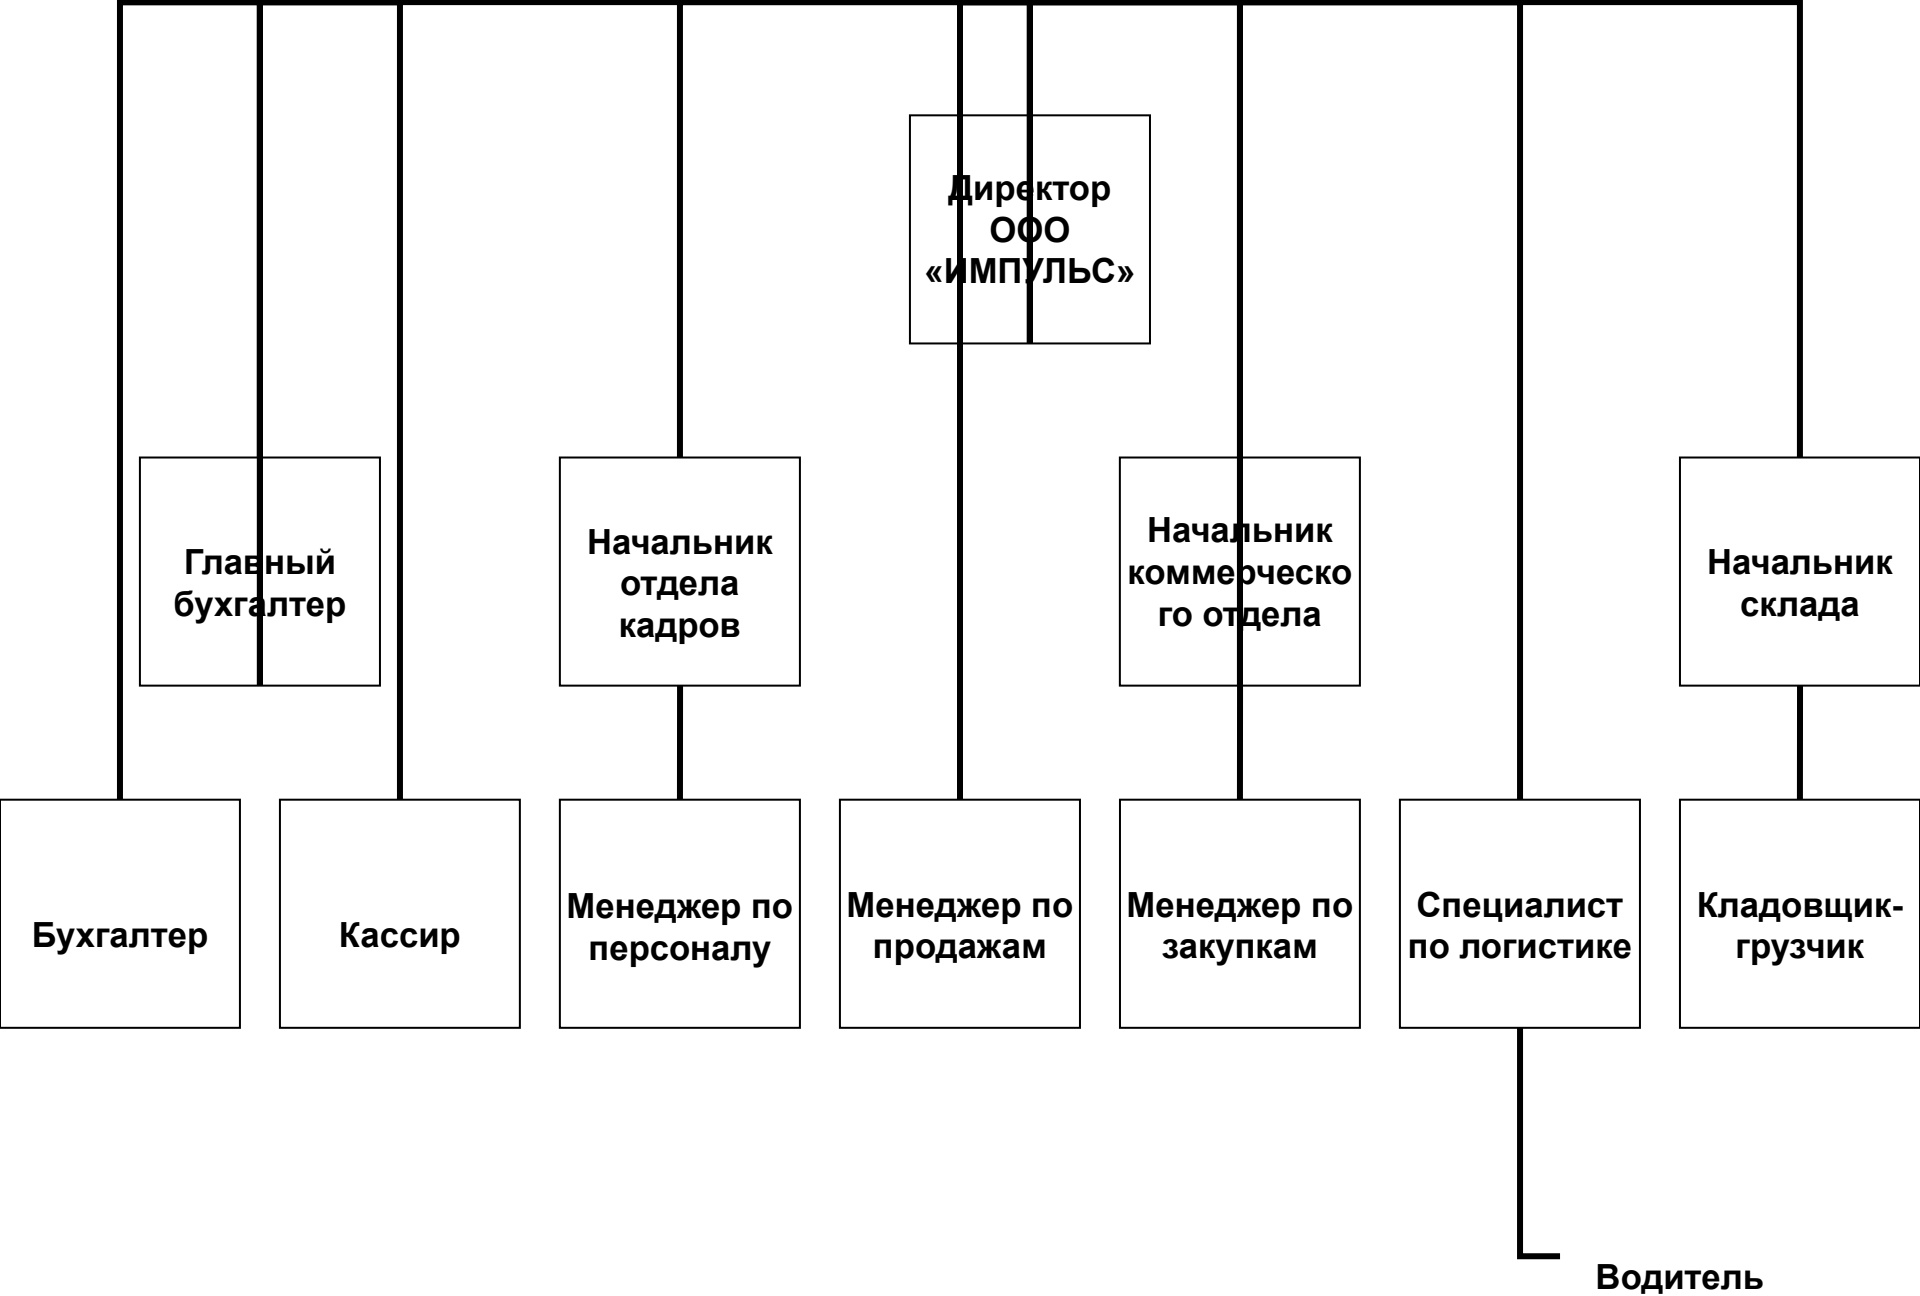 Директор
ООО
«ИМПУЛЬС»
Главный
бухгалтер
Начальник
отдела
кадров
Начальник
коммерческо
го отдела
Начальник
склада
Бухгалтер
Кассир
Менеджер по
персоналу
Менеджер по
продажам
Менеджер по
закупкам
Специалист
по логистике
Кладовщик-
грузчик
Водитель